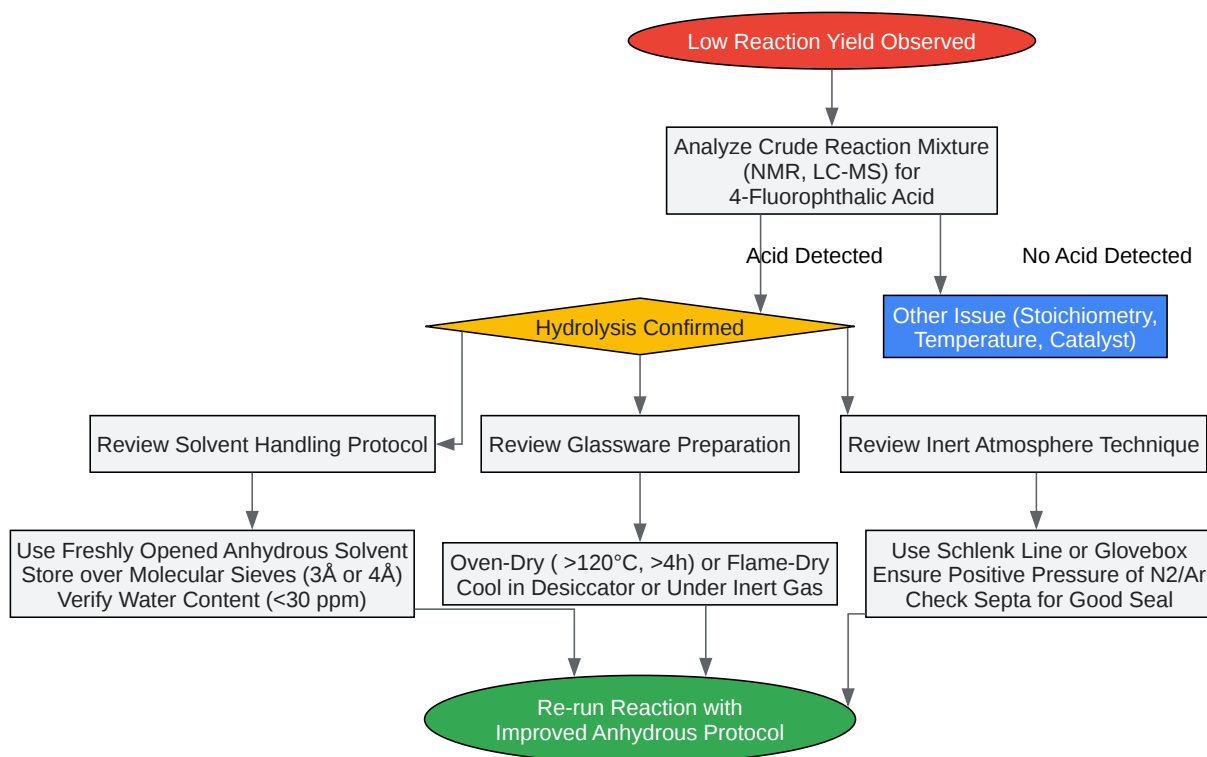 Low Reaction Yield Observed
Analyze Crude Reaction Mixture
(NMR, LC-MS) for
4-Fluorophthalic Acid
Acid Detected
No Acid Detected
Hydrolysis Confirmed
Other Issue (Stoichiometry,
Temperature, Catalyst)
Review Solvent Handling Protocol
Review Glassware Preparation
Review Inert Atmosphere Technique
Use Freshly Opened Anhydrous Solvent
Store over Molecular Sieves (3Å or 4Å)
Verify Water Content (<30 ppm)
Oven-Dry ( >120°C, >4h) or Flame-Dry
Cool in Desiccator or Under Inert Gas
Use Schlenk Line or Glovebox
Ensure Positive Pressure of N2/Ar
Check Septa for Good Seal
Re-run Reaction with
Improved Anhydrous Protocol